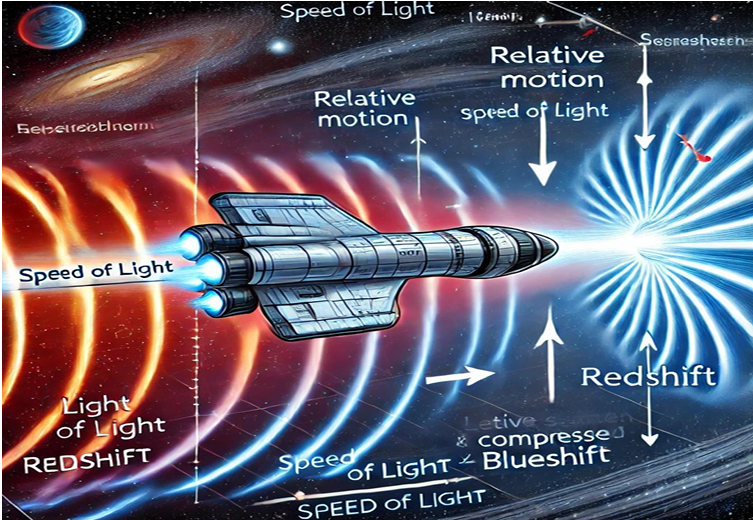 Speed of Light
Relative
motion
Relative
motion
speed of Light
Speed of Light
Redshift
Light
of Light
REDSHIFT
compresse
Speed
of Light
Blueshift
SPEED OF LIGHT